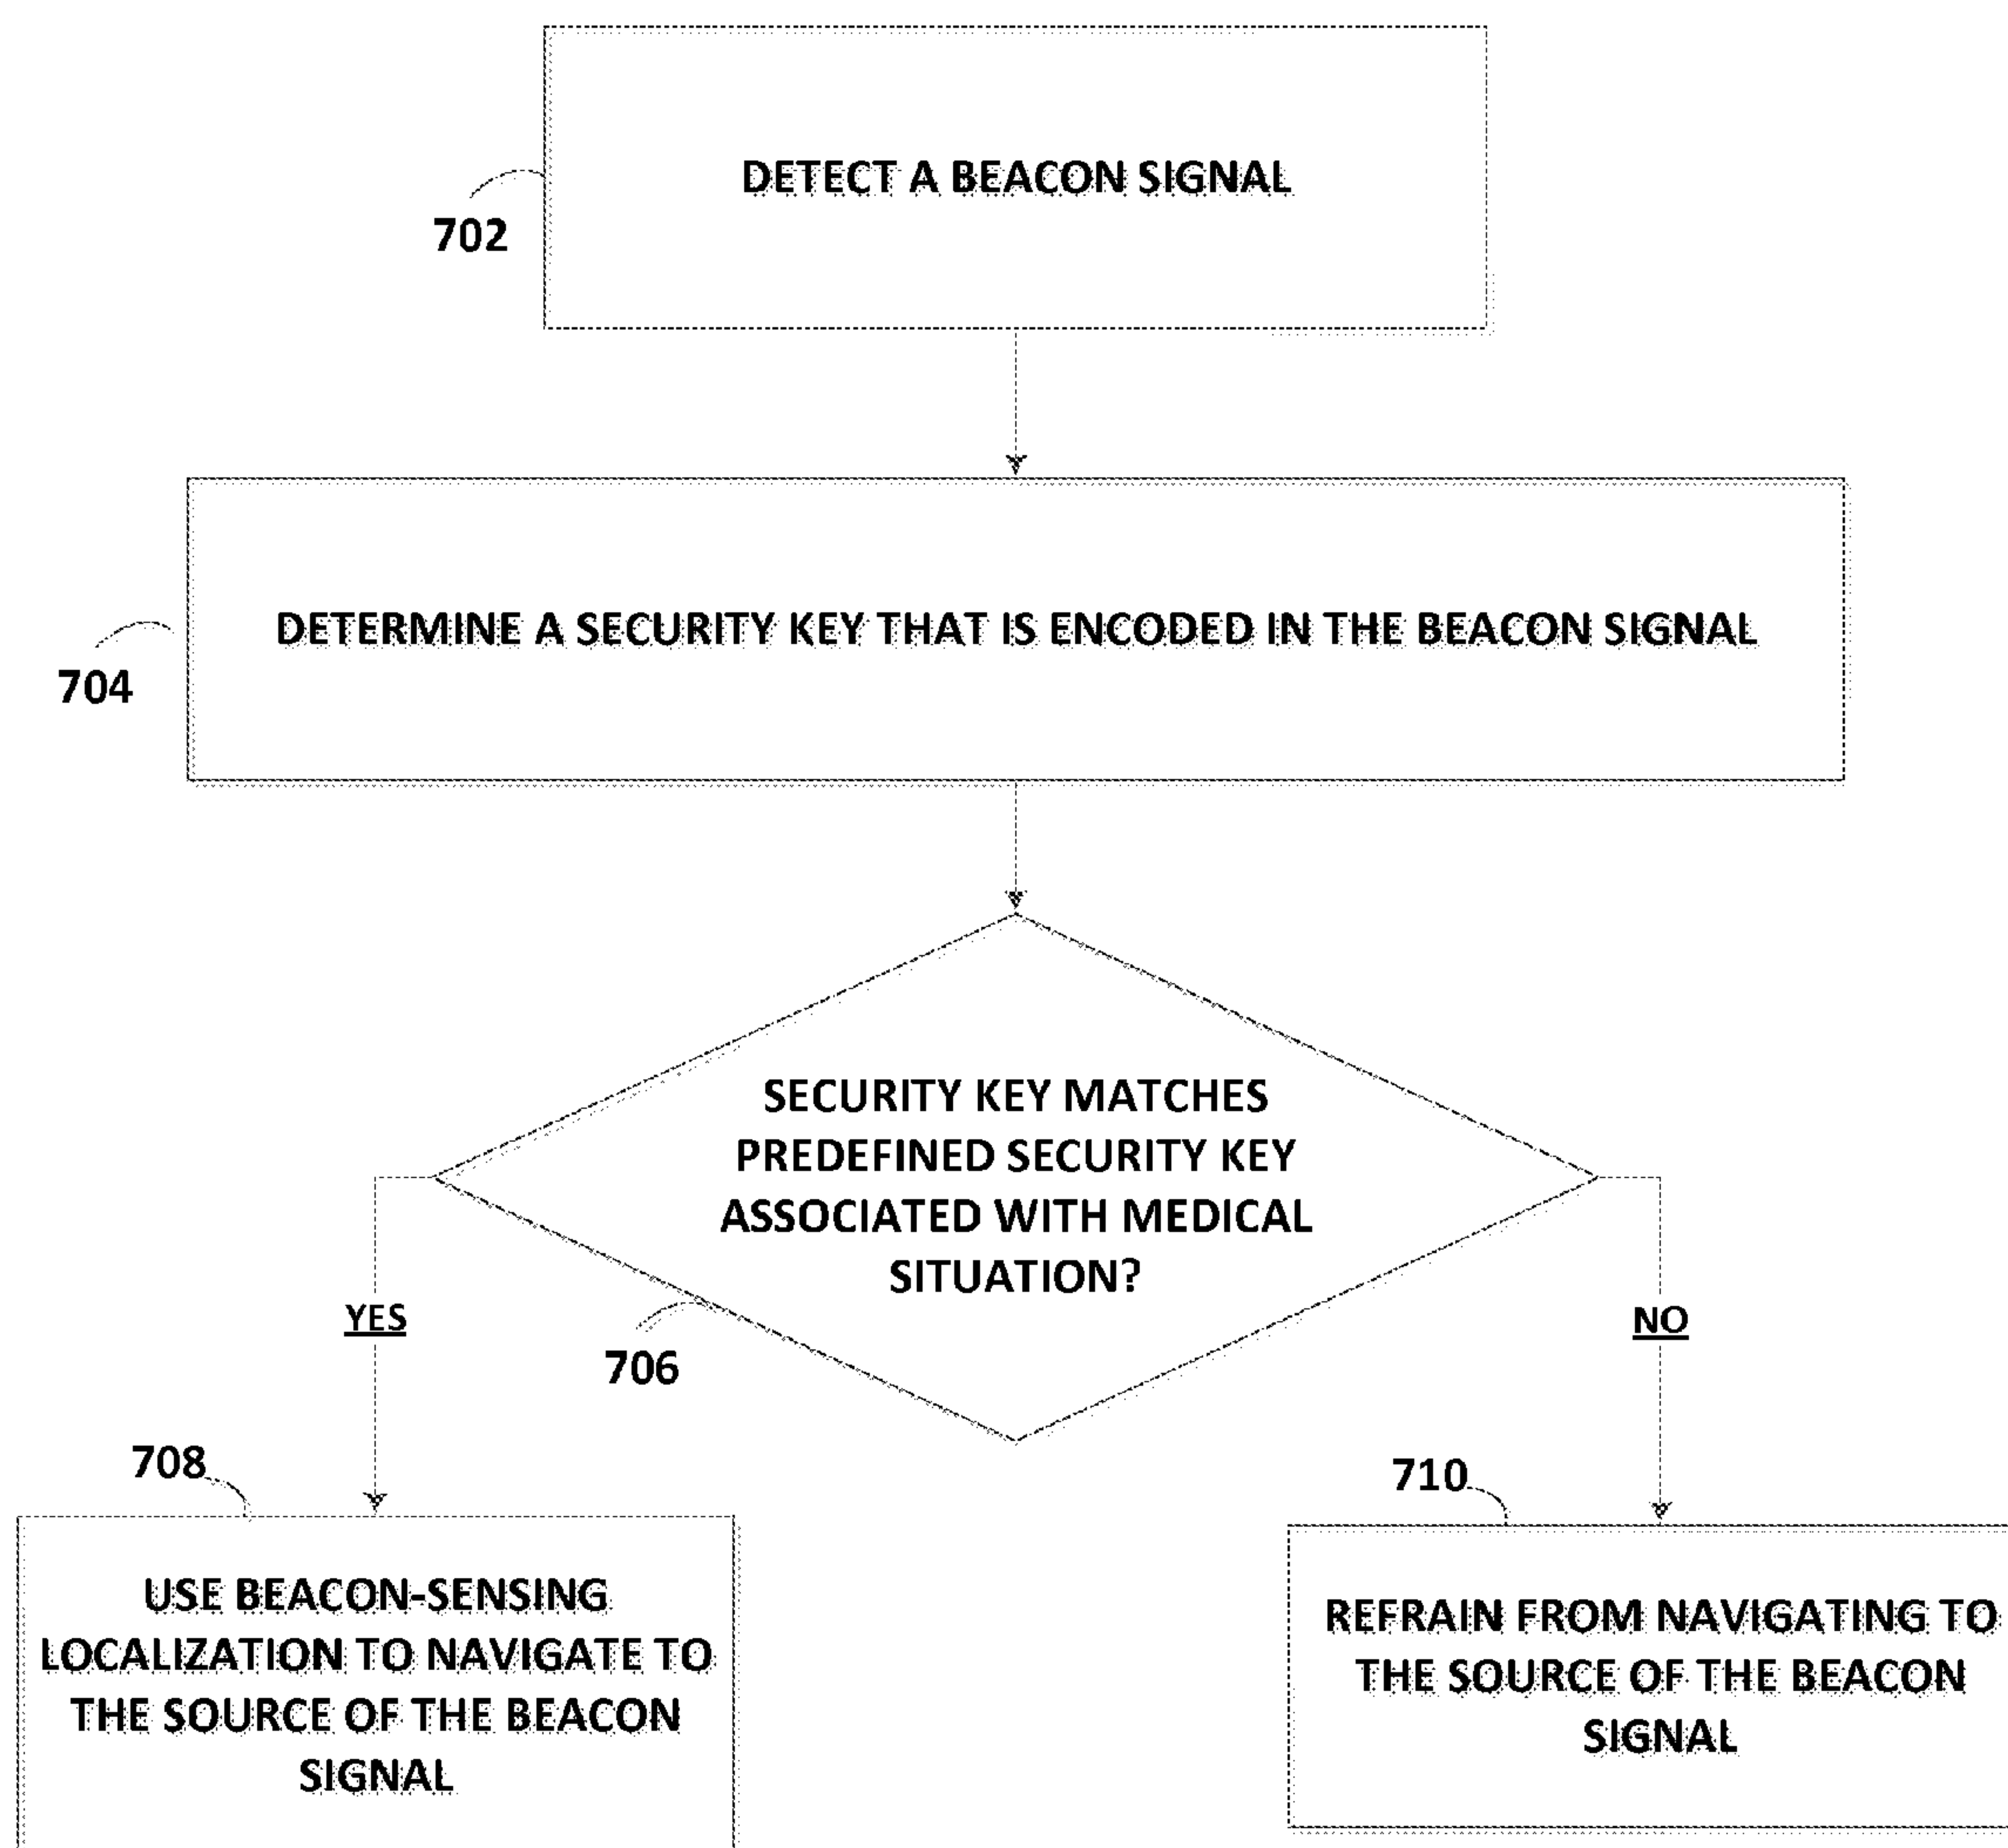 DETECT A BEACON SIGNAL
702
DETERMINE A SECURITY KEY THAT IS ENCODED IN THE BEACON SIGNAL
704
SECURITY KEY MATCHES
PREDEFINED SECURITY KEY
ASSOCIATED WITH MEDICAL
SITUATION?
YES
706
NO
708
USE BEACON-SENSING
LOCALIZATION TO NAVIGATE TO
THE SOURCE OF THE BEACON
SIGNAL
710
REFRAIN FROM NAVIGATING TO
THE SOURCE OF THE BEACON
SIGNAL